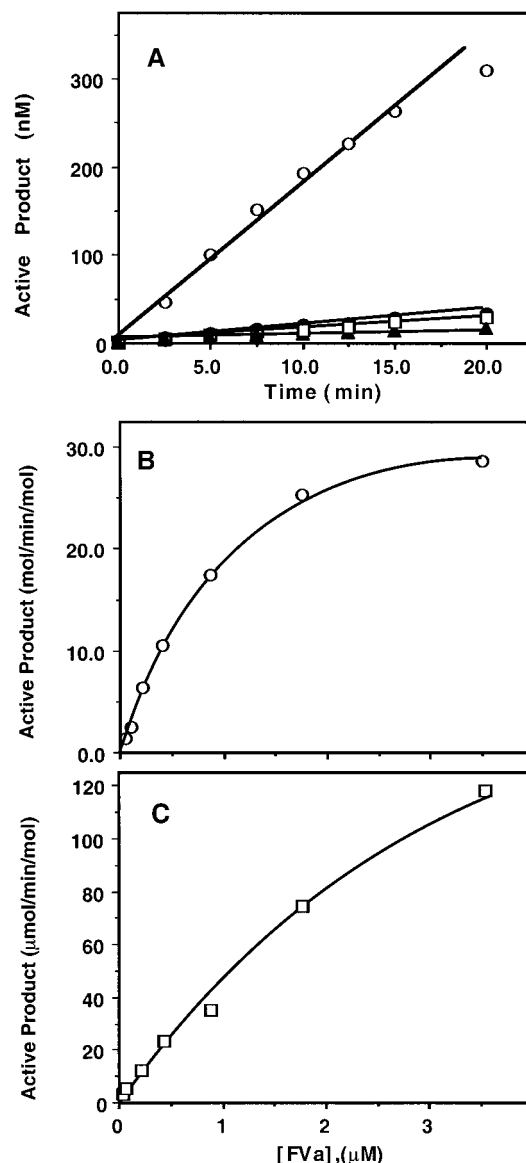 A
Active Product (nM)
300
200
100
0
0.0 5.0 10.0 15.0 20.0
Time (min)
B
Active Product (mol/min/mol)
30.0
20.0
10.0
0.0
C
Active Product (μmol/min/mol)
120
100
80
60
40
20
0
0 1 2 3
[FVa],(μM)